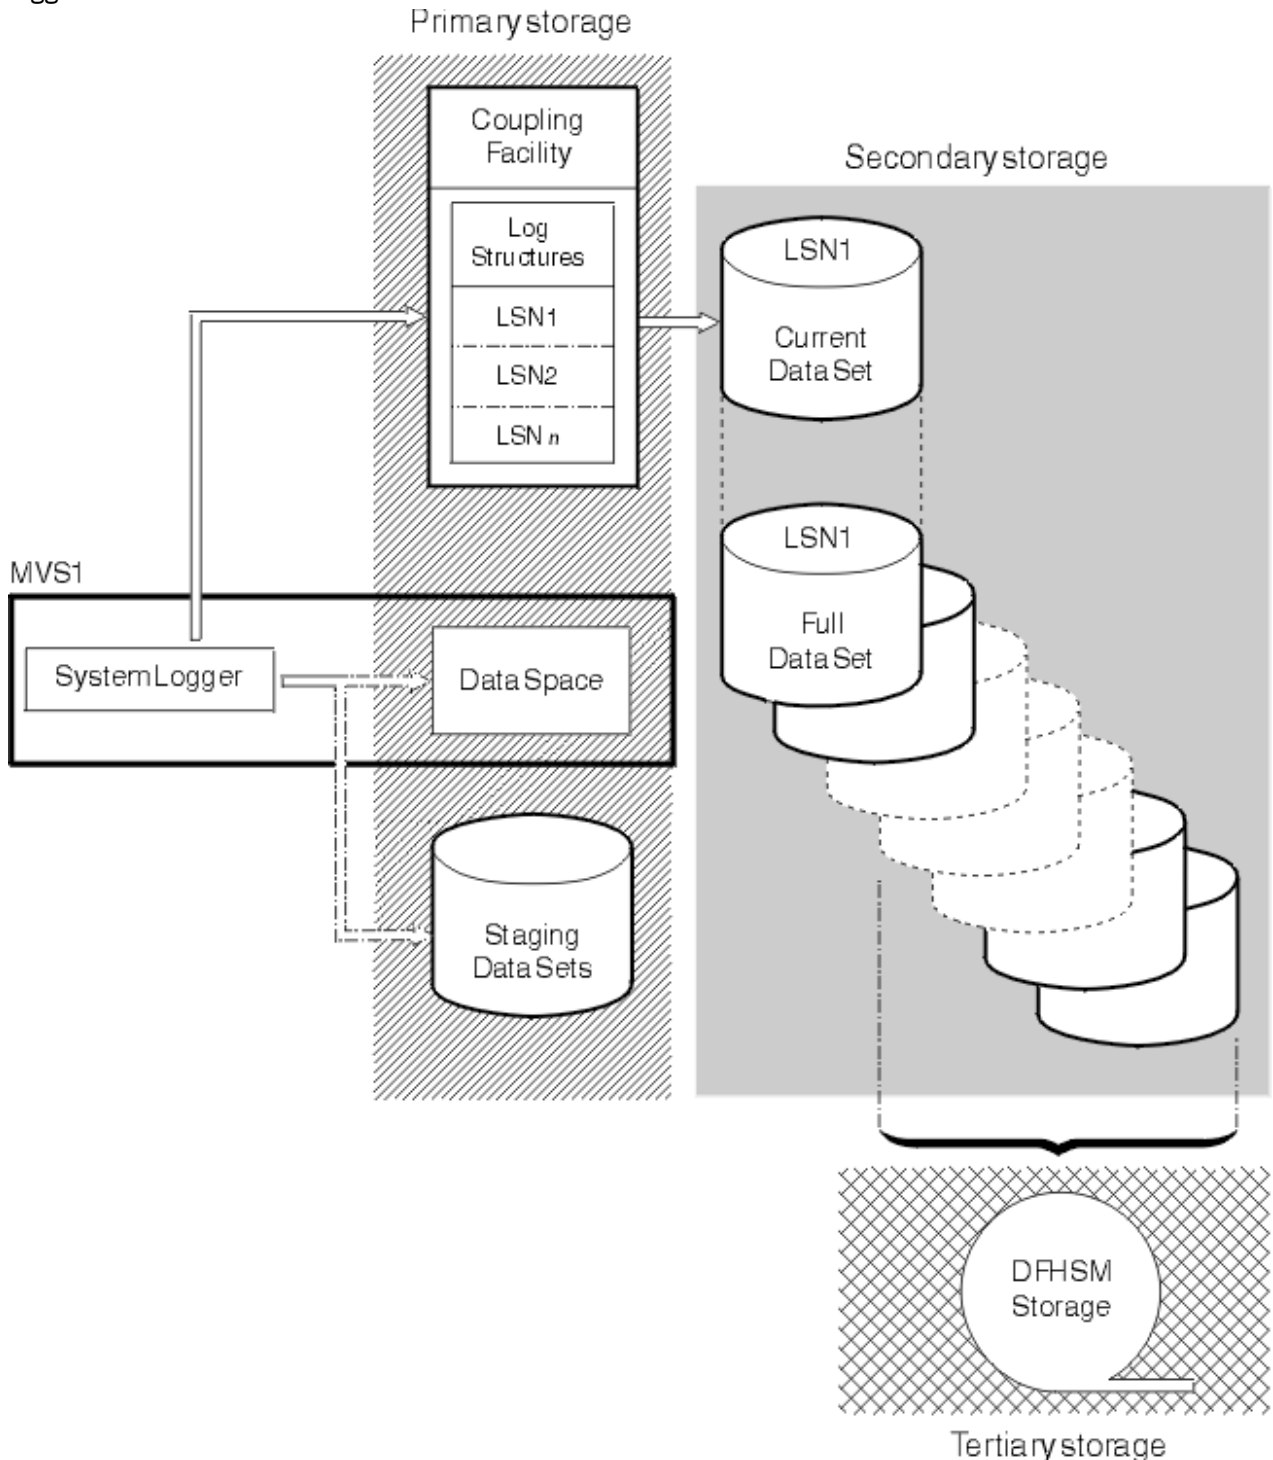 Primary storage
Coupling
Facility
Log
Structures
LSN1
LSN2
LSN n
Secondary storage
LSN1
Current
Data Set
LSN1
Full
Data Set
MVS1
System Logger
Data Space
Staging
Data Sets
DFHSM
Storage
Tertiary storage